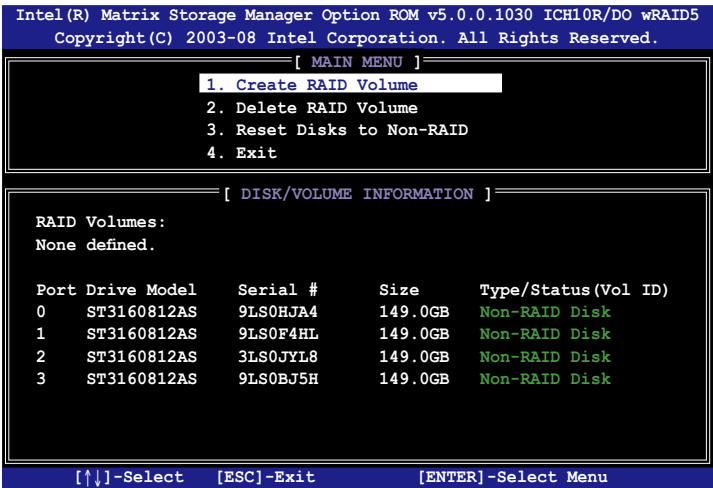 Intel(R) Matrix Storage Manager Option ROM v5.0.0.1030 ICH10R/DO wRAID5
Copyright(C) 2003-08 Intel Corporation. All Rights Reserved.
[ MAIN MENU ]
1. Create RAID Volume
2. Delete RAID Volume
3. Reset Disks to Non-RAID
4. Exit
[ DISK/VOLUME INFORMATION ]
RAID Volumes:
None defined.
Port Drive Model Serial # Size Type/Status(Vol ID)
0 ST3160812AS 9LS0HJA4 149.0GB Non-RAID Disk
1 ST3160812AS 9LS0F4HL 149.0GB Non-RAID Disk
2 ST3160812AS 3LS0JYL8 149.0GB Non-RAID Disk
3 ST3160812AS 9LS0BJ5H 149.0GB Non-RAID Disk
[↑↓]-Select [ESC]-Exit [ENTER]-Select Menu